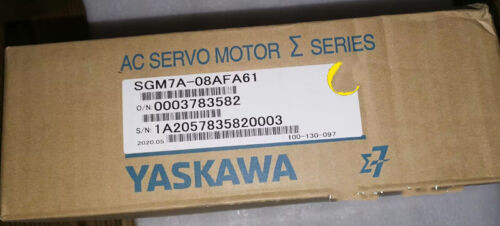 AC SERVO MOTOR Σ SERIES
SGM7A-08AFA61
O/N: 0003783582
S/N: 1A2057835820003
2020.05 100-130-097
YASKAWA Σ7